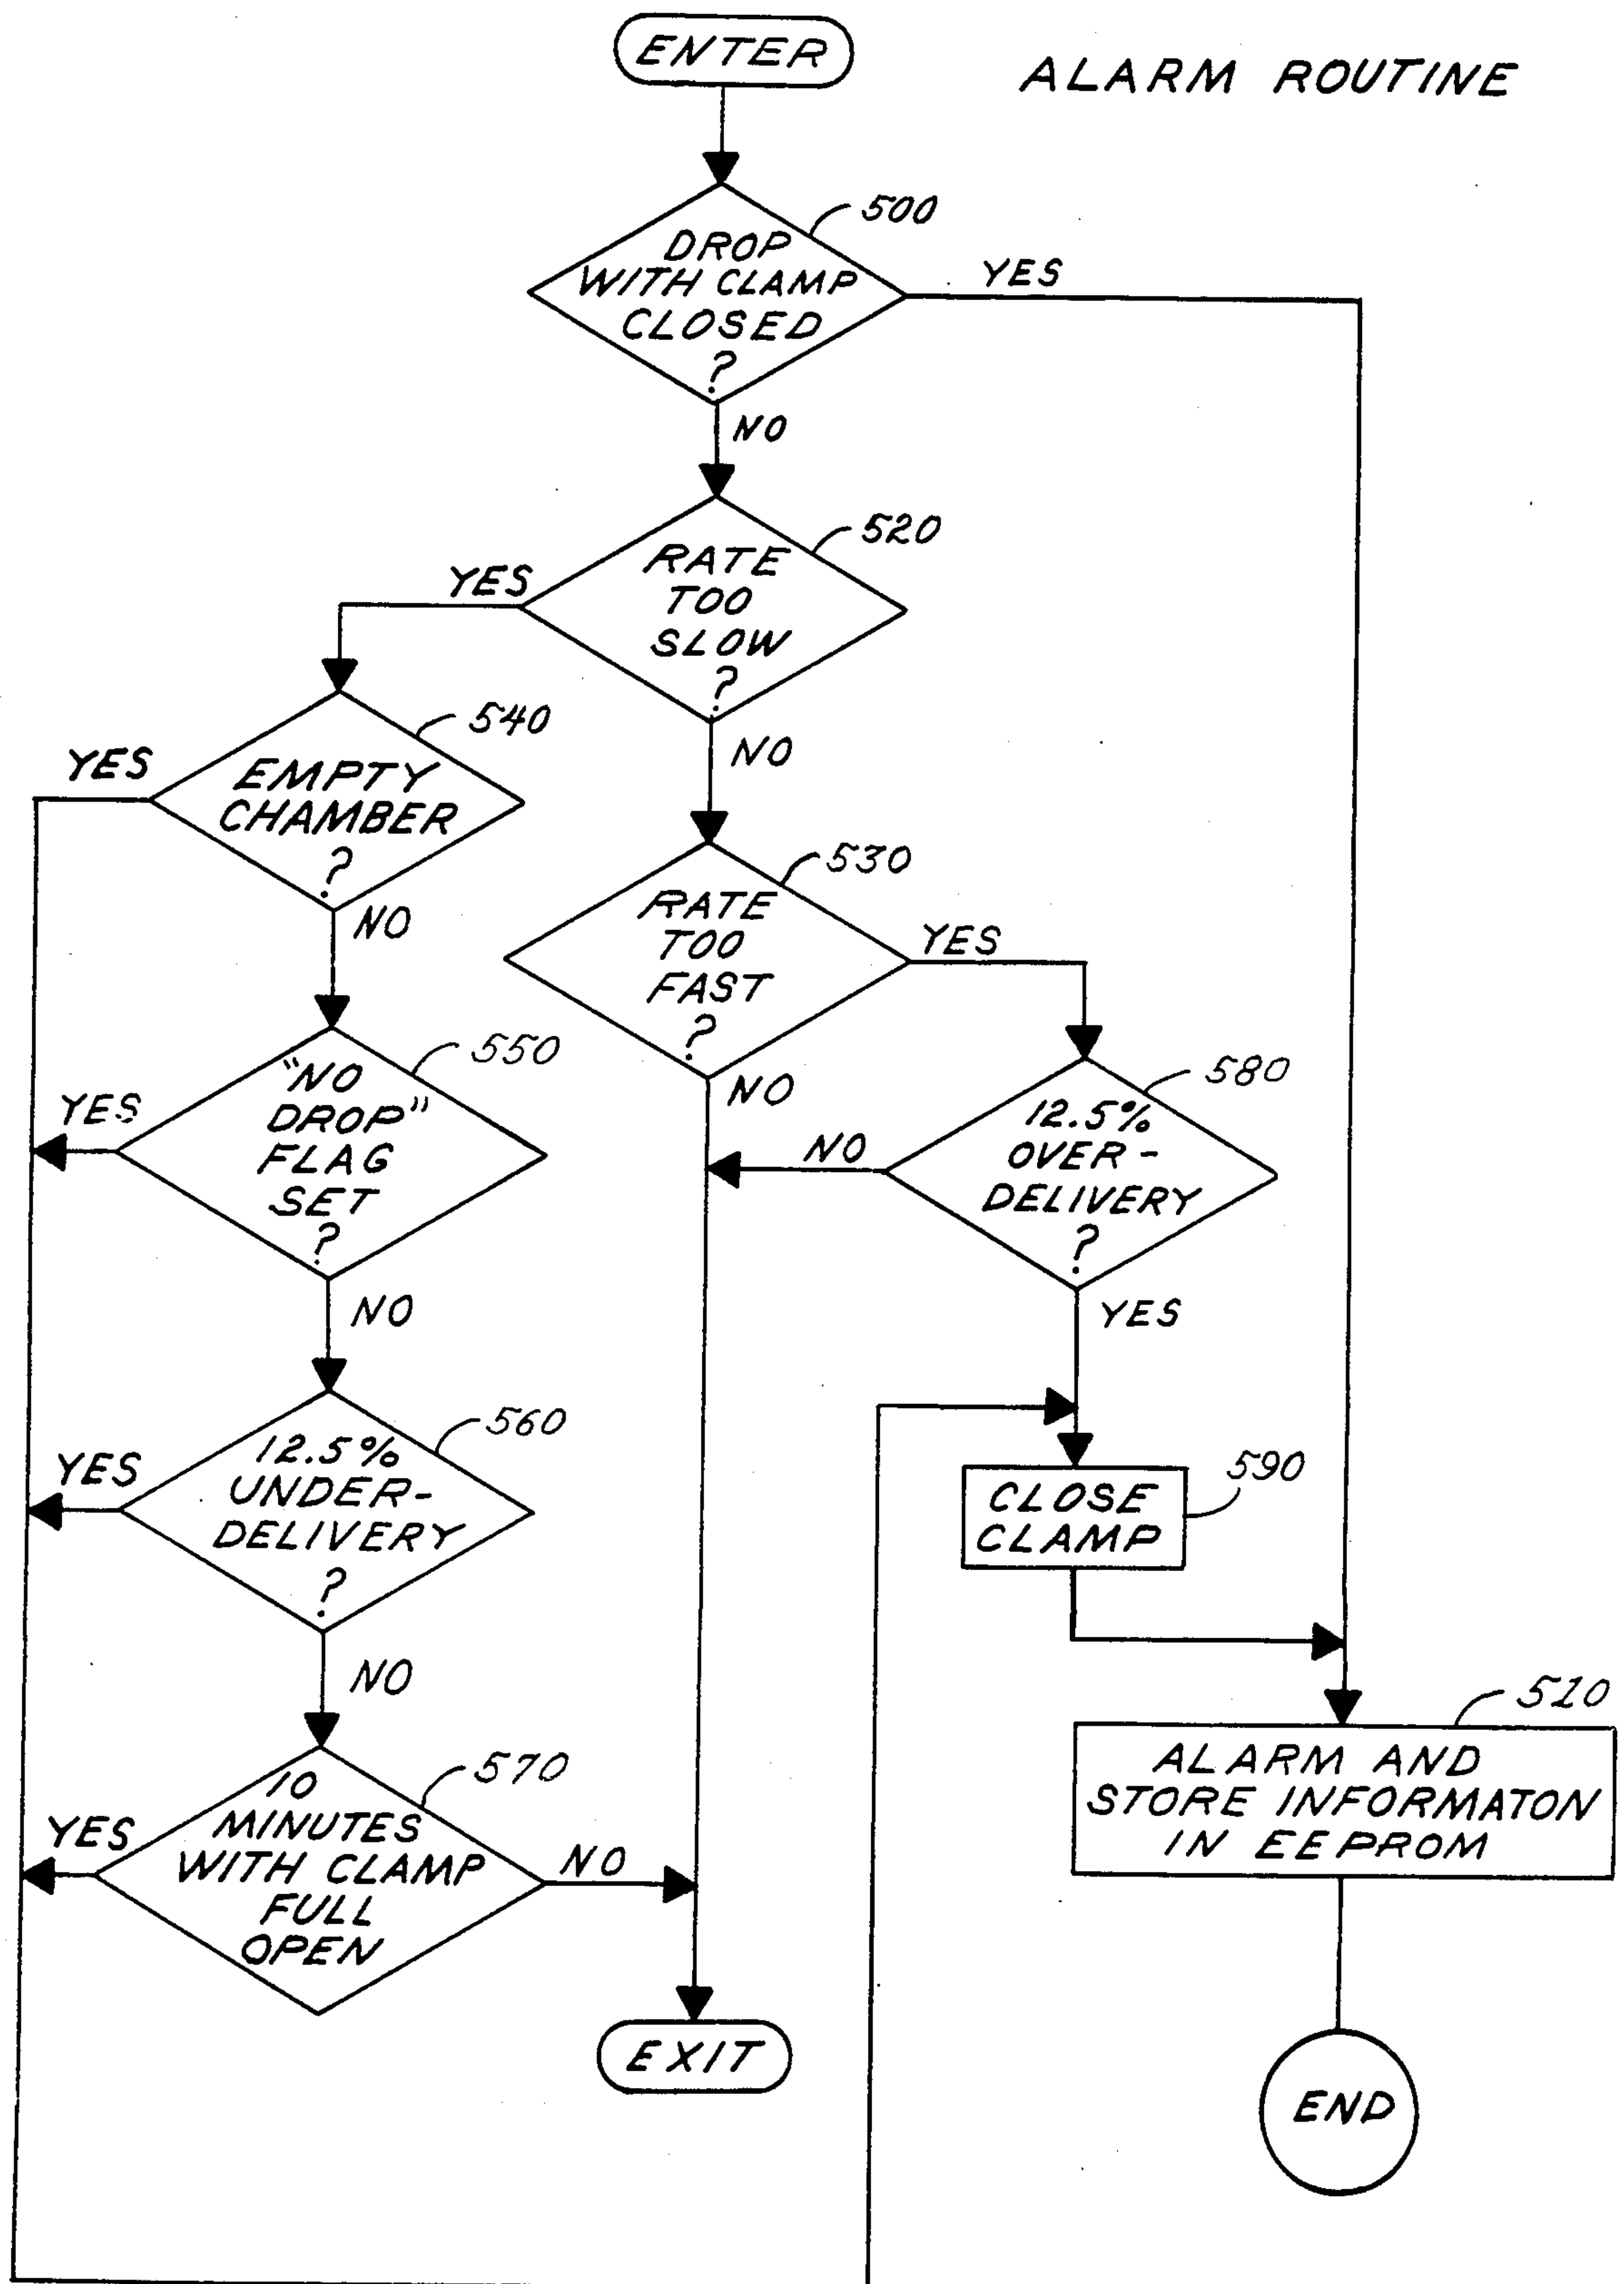 ENTER
ALARM ROUTINE
500
DROP
WITH CLAMP
CLOSED
?
YES
NO
520
RATE
TOO
SLOW
?
YES
NO
540
EMPTY
CHAMBER
?
YES
NO
530
RATE
TOO
FAST
?
YES
NO
550
"NO
DROP"
FLAG
SET
?
YES
NO
580
12.5%
OVER-
DELIVERY
?
NO
YES
560
12.5%
UNDER-
DELIVERY
?
YES
NO
590
CLOSE
CLAMP
570
10
MINUTES
WITH CLAMP
FULL
OPEN
YES
NO
510
ALARM AND
STORE INFORMATON
IN EEPROM
EXIT
END